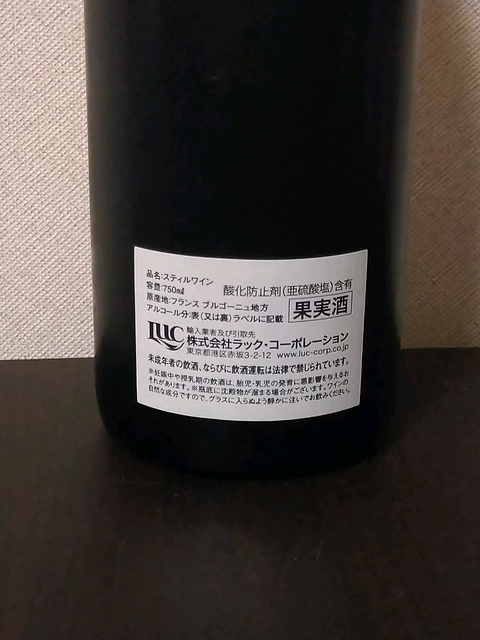 品名:スティルワイン
容量:750㎖
酸化防止剤(亜硫酸塩)含有
原産地:フランス ブルゴーニュ地方
アルコール分:表(又は裏)ラベルに記載
果実酒
LUC
輸入業者及び引取先
株式会社ラック・コーポレーション
東京都港区赤坂3-2-12 www.luc-corp.co.jp
未成年者の飲酒、ならびに飲酒運転は法律で禁じられています。
※妊娠中や授乳期の飲酒は、胎児・乳児の発育に悪影響を与えるお
それがあります。※瓶底に沈殿物が溜まる場合がございます。ワインの
自然な成分ですので、グラスに入らぬよう静かに注いでお飲みください。